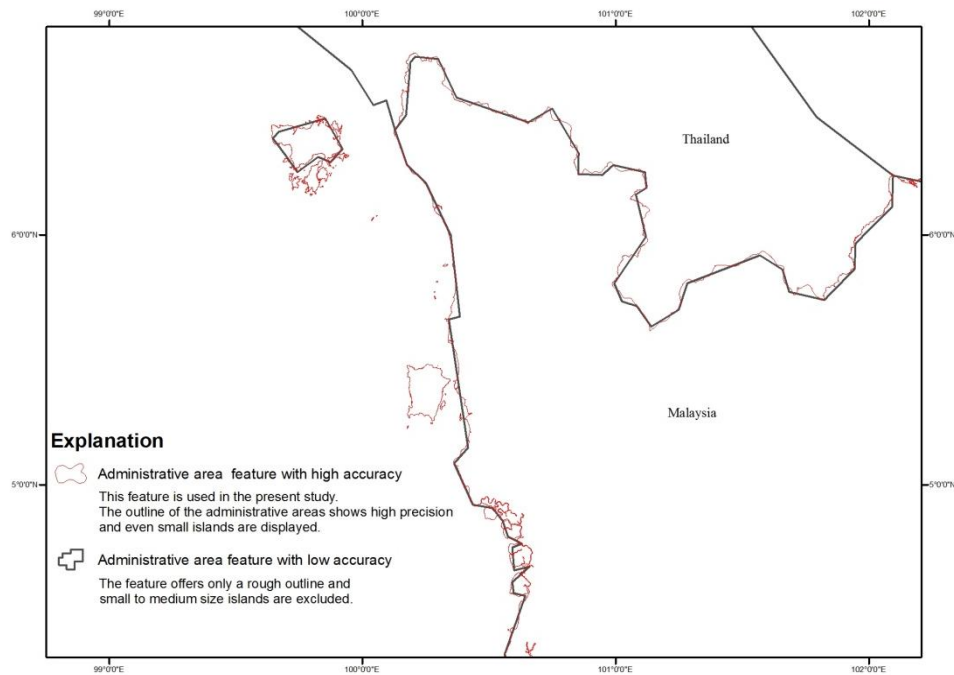 99°0'0"E 100°0'0"E 101°0'0"E 102°0'0"E
Thailand
6°0'0"N 6°0'0"N
Malaysia
Explanation
Administrative area feature with high accuracy
This feature is used in the present study.
The outline of the administrative areas shows high precision
and even small islands are displayed.
5°0'0"N 5°0'0"N
Administrative area feature with low accuracy
The feature offers only a rough outline and
small to medium size islands are excluded.
99°0'0"E 100°0'0"E 101°0'0"E 102°0'0"E